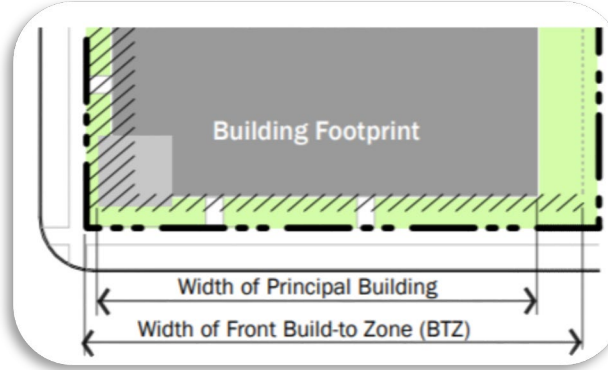 Building Footprint
Width of Principal Building
Width of Front Build-to Zone (BTZ)